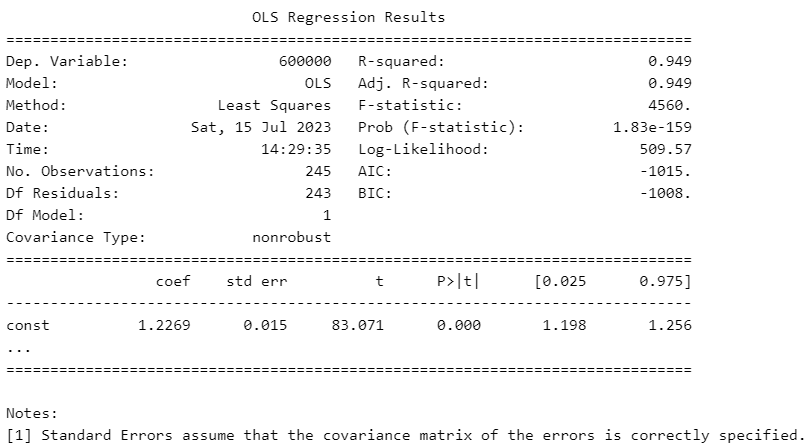 OLS Regression Results
==============================================================================
Dep. Variable:                 600000   R-squared:                       0.949
Model:                            OLS   Adj. R-squared:                  0.949
Method:                 Least Squares   F-statistic:                     4560.
Date:                Sat, 15 Jul 2023   Prob (F-statistic):          1.83e-159
Time:                        14:29:35   Log-Likelihood:                 509.57
No. Observations:                 245   AIC:                            -1015.
Df Residuals:                     243   BIC:                            -1008.
Df Model:                           1
Covariance Type:            nonrobust
==============================================================================
                 coef    std err          t      P>|t|      [0.025      0.975]
------------------------------------------------------------------------------
const          1.2269      0.015     83.071      0.000       1.198       1.256
...
==============================================================================

Notes:
[1] Standard Errors assume that the covariance matrix of the errors is correctly specified.